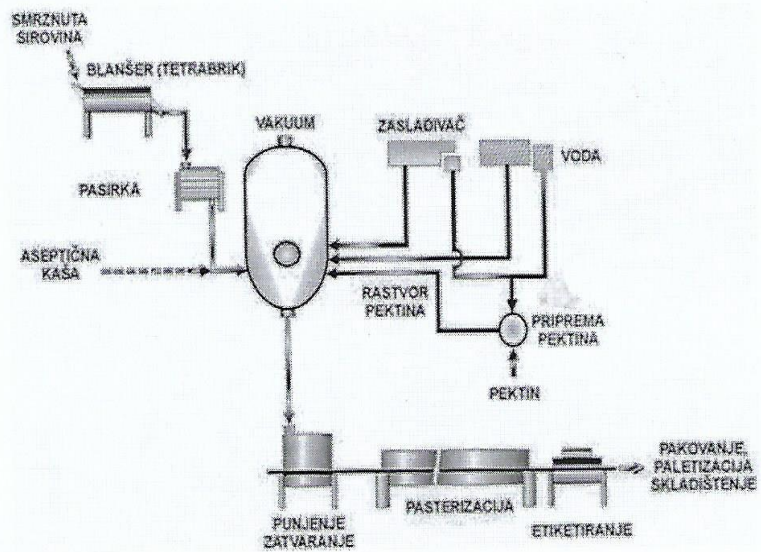 SMRZNUTA
SIROVINA
BLANŠER (TETRABRIK)
VAKUUM
ZASLAĐIVAČ
VODA
PASIRKA
ASEPTIČNA
KAŠA
RASTVOR
PEKTINA
PRIPREMA
PEKTINA
PEKTIN
PUNJENJE
ZATVARANJE
PASTERIZACIJA
ETIKETIRANJE
PAKOVANJE,
PALETIZACIJA
SKLADIŠTENJE